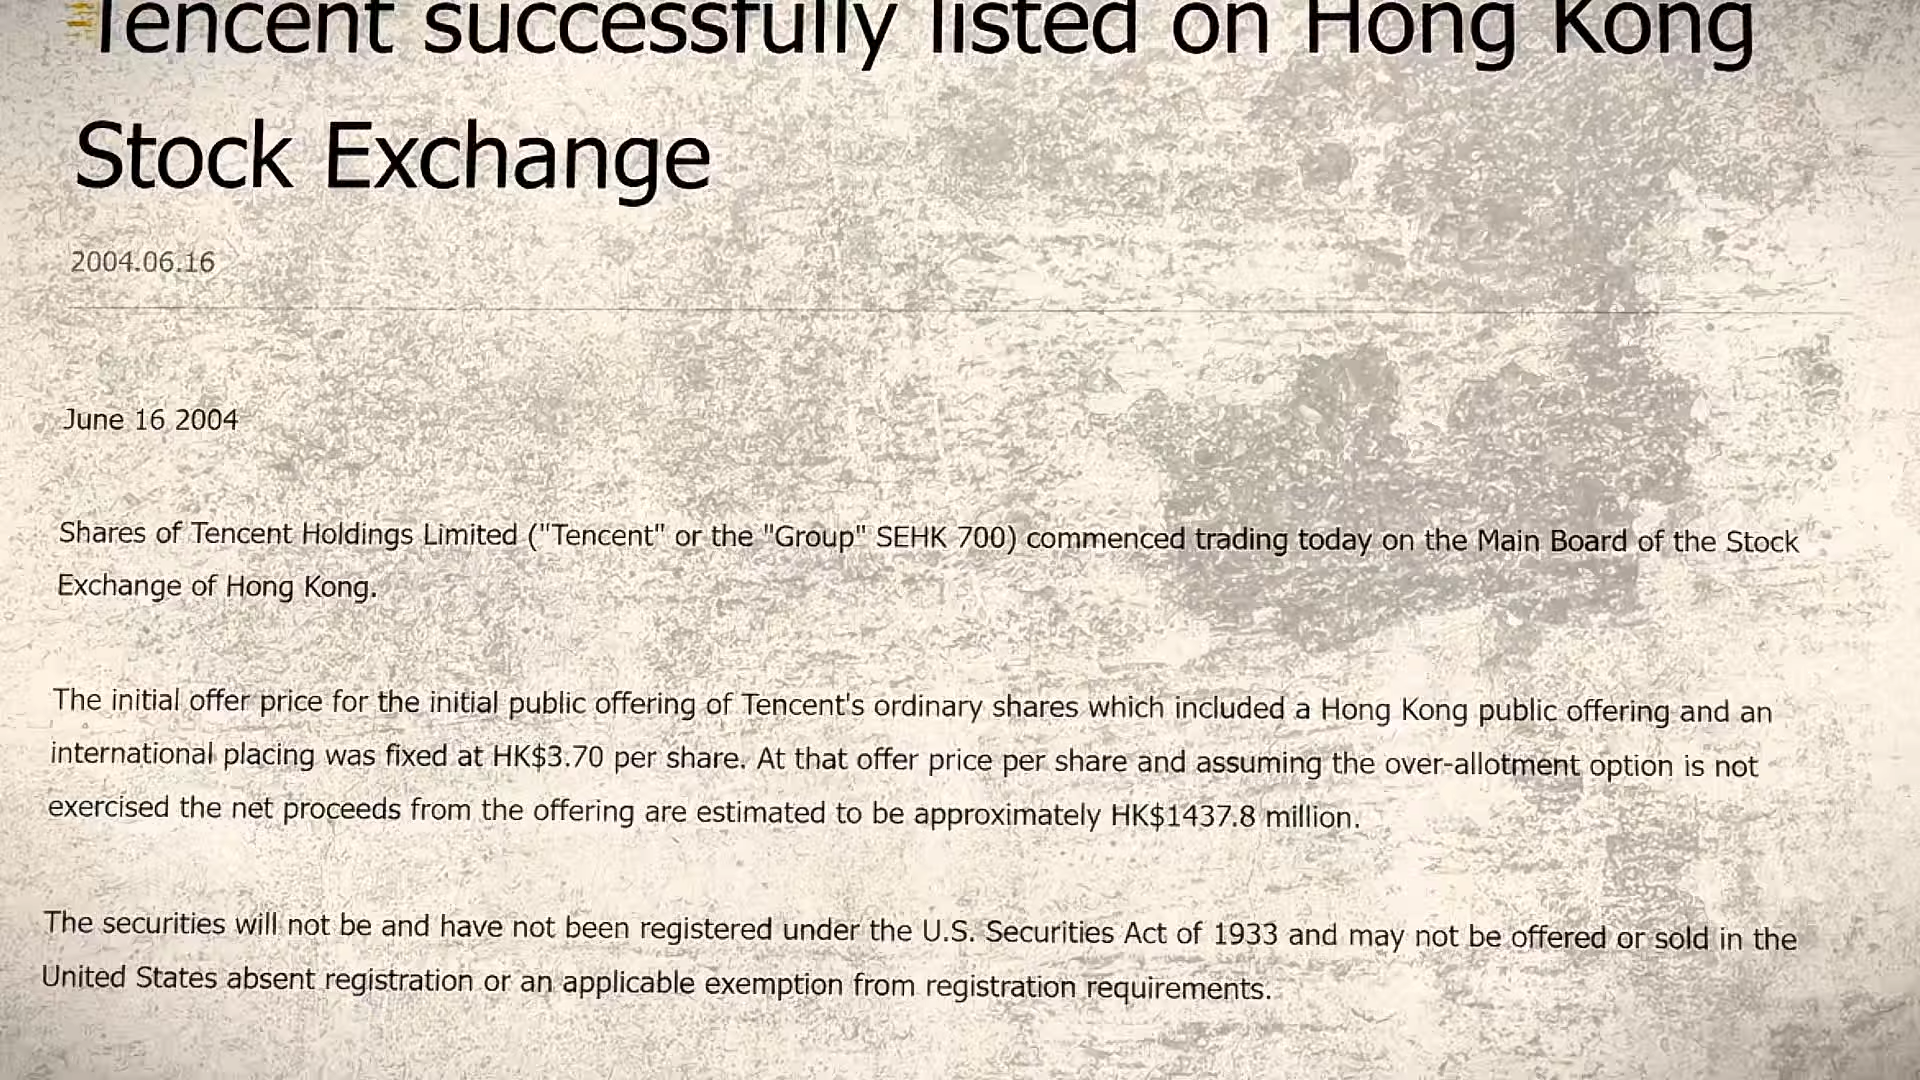 Tencent successfully listed on Hong Kong
Stock Exchange
2004.06.16
June 16 2004
Shares of Tencent Holdings Limited ("Tencent" or the "Group" SEHK 700) commenced trading today on the Main Board of the Stock
Exchange of Hong Kong.
The initial offer price for the initial public offering of Tencent's ordinary shares which included a Hong Kong public offering and an
international placing was fixed at HK$3.70 per share. At that offer price per share and assuming the over-allotment option is not
exercised the net proceeds from the offering are estimated to be approximately HK$1437.8 million.
The securities will not be and have not been registered under the U.S. Securities Act of 1933 and may not be offered or sold in the
United States absent registration or an applicable exemption from registration requirements.